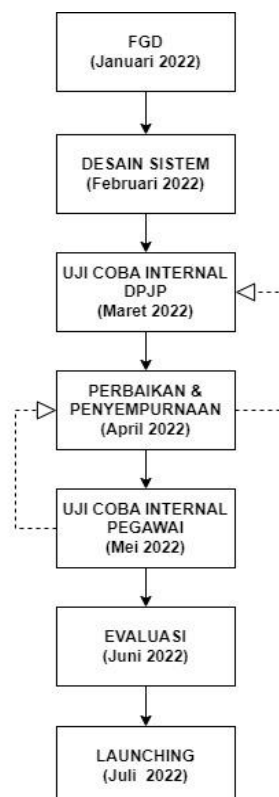 FGD
(Januari 2022)
DESAIN SISTEM
(Februari 2022)
UJI COBA INTERNAL
DPJP
(Maret 2022)
PERBAIKAN &
PENYEMPURNAAN
(April 2022)
UJI COBA INTERNAL
PEGAWAI
(Mei 2022)
EVALUASI
(Juni 2022)
LAUNCHING
(Juli 2022)